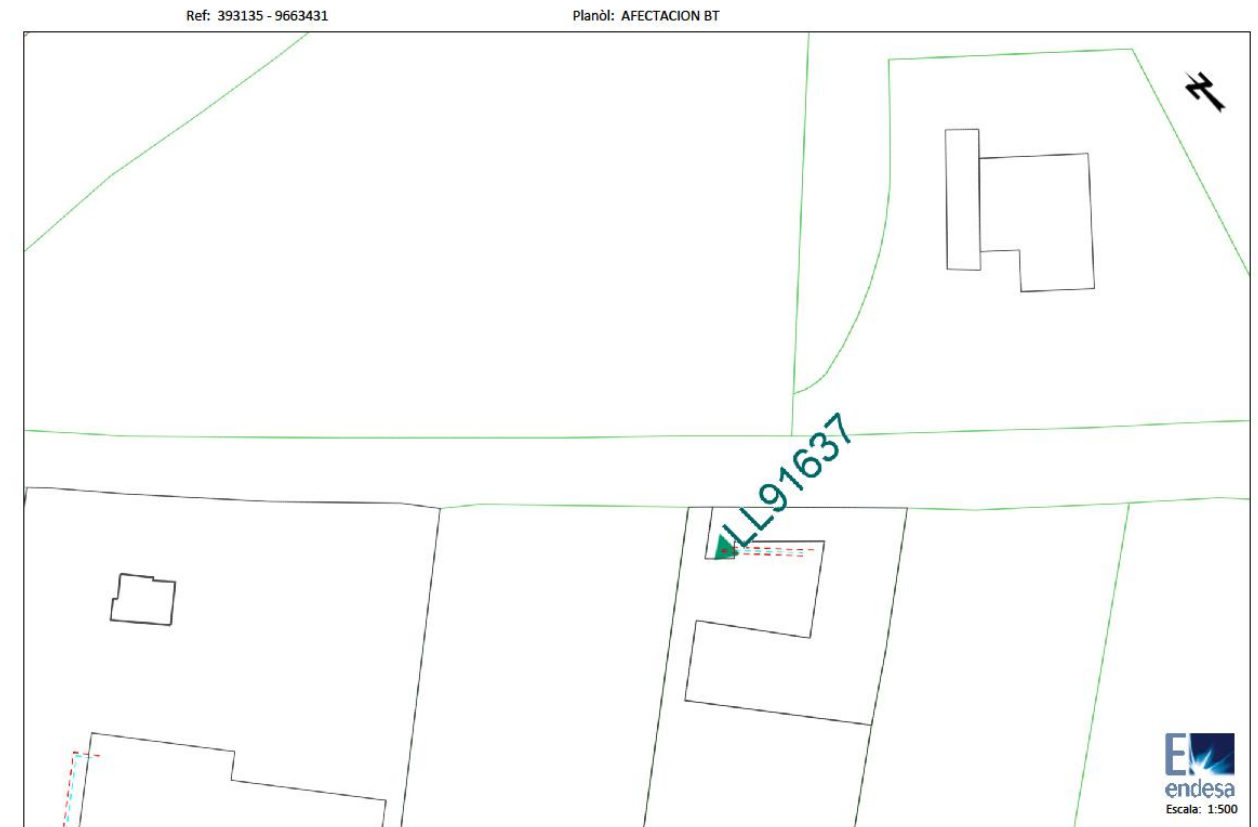 Ref: 393135 - 9663431
Planòl: AFECTACION BT
N
LL91637
E
endesa
Escala: 1:500